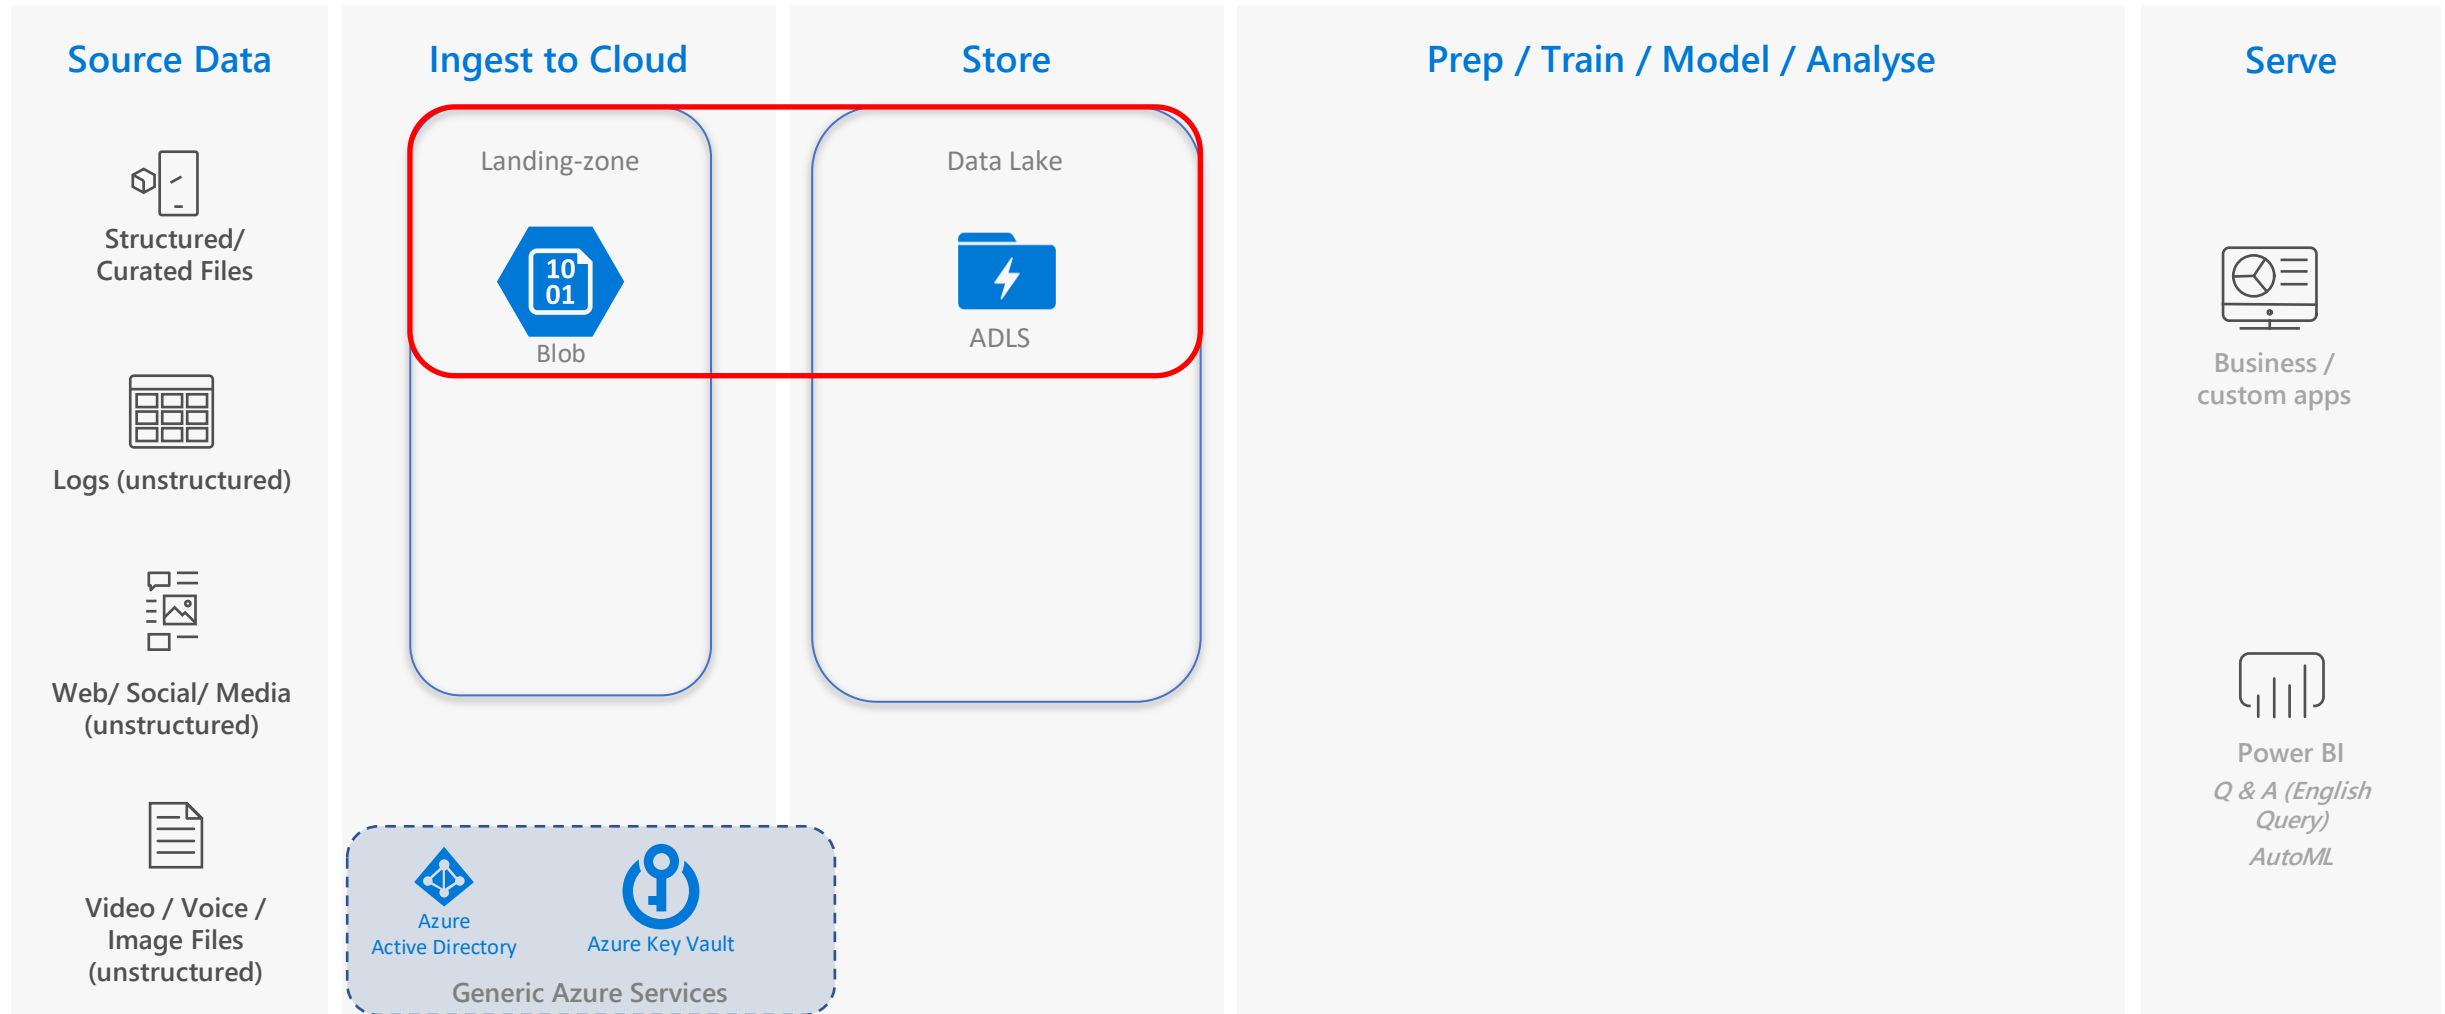 Source Data
Structured/
Curated Files
Logs (unstructured)
Web/ Social/ Media
(unstructured)
Video / Voice /
Image Files
(unstructured)
Ingest to Cloud
Landing-zone
10
01
Blob
Azure
Active Directory
Azure Key Vault
Generic Azure Services
Store
Data Lake
ADLS
Prep / Train / Model / Analyse
Serve
Business /
custom apps
Power BI
Q & A (English
Query)
AutoML